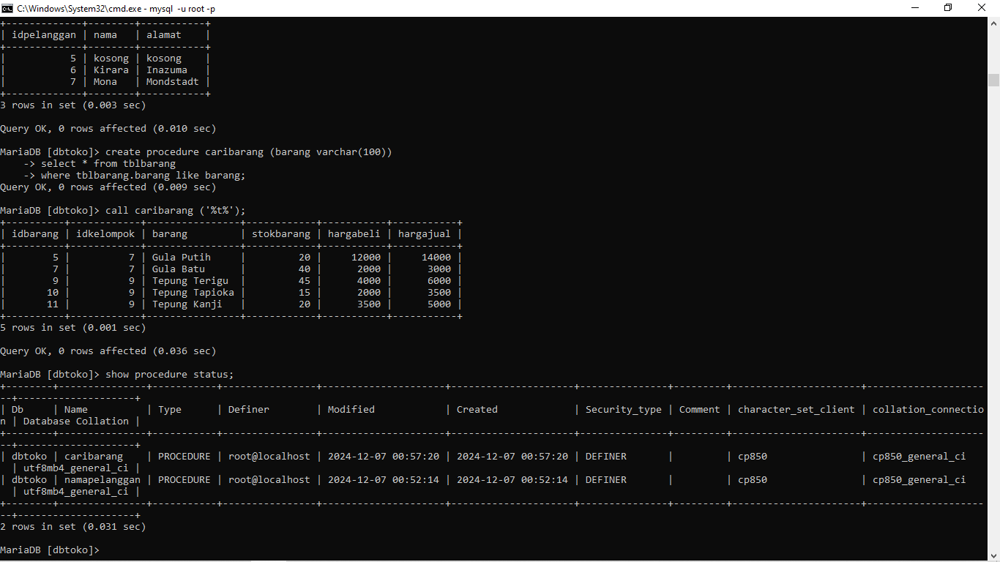 C:\Windows\System32\cmd.exe - mysql  -u root -p
+-------------+--------+-----------+
| idpelanggan | nama   | alamat    |
+-------------+--------+-----------+
|           5 | kosong | kosong    |
|           6 | Kirara | Inazuma   |
|           7 | Mona   | Mondstadt |
+-------------+--------+-----------+
3 rows in set (0.003 sec)

Query OK, 0 rows affected (0.010 sec)

MariaDB [dbtoko]> create procedure caribarang (barang varchar(100))
    -> select * from tblbarang
    -> where tblbarang.barang like barang;
Query OK, 0 rows affected (0.009 sec)

MariaDB [dbtoko]> call caribarang ('%t%');
+----------+------------+----------------+------------+-----------+-----------+
| idbarang | idkelompok | barang         | stokbarang | hargabeli | hargajual |
+----------+------------+----------------+------------+-----------+-----------+
|        5 |          7 | Gula Putih     |         20 |     12000 |     14000 |
|        7 |          7 | Gula Batu      |         40 |      2000 |      3000 |
|        9 |          9 | Tepung Terigu  |         45 |      4000 |      6000 |
|       10 |          9 | Tepung Tapioka |         15 |      2000 |      3500 |
|       11 |          9 | Tepung Kanji   |         20 |      3500 |      5000 |
+----------+------------+----------------+------------+-----------+-----------+
5 rows in set (0.001 sec)

Query OK, 0 rows affected (0.036 sec)

MariaDB [dbtoko]> show procedure status;
+--------+---------------+-----------+----------------+---------------------+---------------------+---------------+---------+----------------------+--------------------
--+--------------------+
| Db     | Name          | Type      | Definer        | Modified            | Created             | Security_type | Comment | character_set_client | collation_connectio
n | Database Collation |
+--------+---------------+-----------+----------------+---------------------+---------------------+---------------+---------+----------------------+--------------------
--+--------------------+
| dbtoko | caribarang    | PROCEDURE | root@localhost | 2024-12-07 00:57:20 | 2024-12-07 00:57:20 | DEFINER       |         | cp850                | cp850_general_ci
  | utf8mb4_general_ci |
| dbtoko | namapelanggan | PROCEDURE | root@localhost | 2024-12-07 00:52:14 | 2024-12-07 00:52:14 | DEFINER       |         | cp850                | cp850_general_ci
  | utf8mb4_general_ci |
+--------+---------------+-----------+----------------+---------------------+---------------------+---------------+---------+----------------------+--------------------
--+--------------------+
2 rows in set (0.031 sec)

MariaDB [dbtoko]>